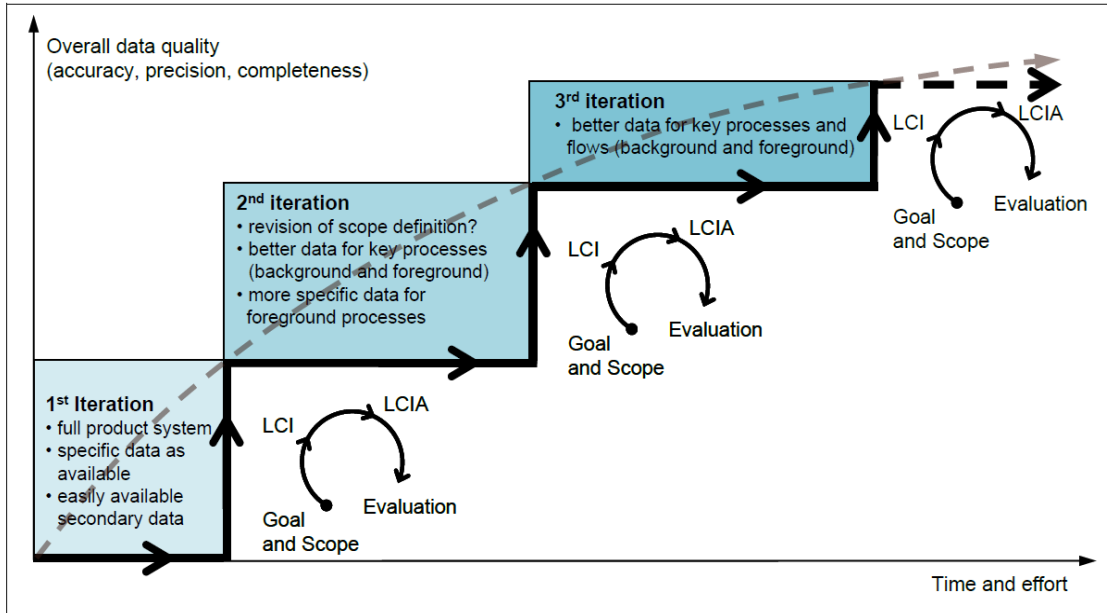 Overall data quality
(accuracy, precision, completeness)
3rd iteration
• better data for key processes and
flows (background and foreground)
LCI
LCIA
Goal
and Scope
Evaluation
2nd iteration
• revision of scope definition?
• better data for key processes
(background and foreground)
• more specific data for
foreground processes
LCI
LCIA
Goal
and Scope
Evaluation
1st Iteration
• full product system
• specific data as
available
• easily available
secondary data
LCI
LCIA
Goal
and Scope
Evaluation
Time and effort